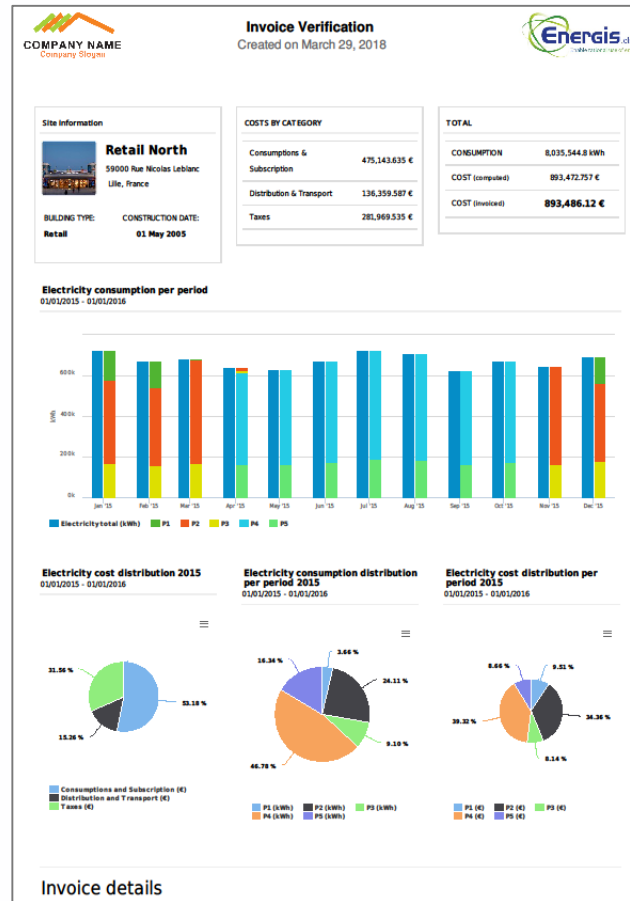 COMPANY NAME
Company Slogan
Invoice Verification
Created on March 29, 2018
Energis
Site Information
Retail North
59000 Rue Nicolas Leblanc
Lille, France
BUILDING TYPE: CONSTRUCTION DATE:
Retail 01 May 2005
COSTS BY CATEGORY
Consumptions &
Subscription 475,143.635 €
Distribution & Transport 136,359.587 €
Taxes 281,969.535 €
TOTAL
CONSUMPTION 8,035,544.8 kWh
COST (computed) 893,472.757 €
COST (invoiced) 893,486.12 €
Electricity consumption per period
01/01/2015 - 01/01/2016
kWh
600k
400k
200k
0k
Jan '15 Feb '15 Mar '15 Apr '15 May '15 Jun '15 Jul '15 Aug '15 Sep '15 Oct '15 Nov '15 Dec '15
Electricity total (kWh) P1 P2 P3 P4 P5
Electricity cost distribution 2015
01/01/2015 - 01/01/2016
31.56 %
53.18 %
15.26 %
Consumptions and Subscription (€)
Distribution and Transport (€)
Taxes (€)
Electricity consumption distribution
per period 2015
01/01/2015 - 01/01/2016
16.36 %
3.66 %
24.11 %
9.10 %
46.78 %
P1 (kWh) P2 (kWh) P3 (kWh)
P4 (kWh) P5 (kWh)
Electricity cost distribution per
period 2015
01/01/2015 - 01/01/2016
8.66 %
9.51 %
39.32 %
34.36 %
8.14 %
P1 (€) P2 (€) P3 (€)
P4 (€) P5 (€)
Invoice details